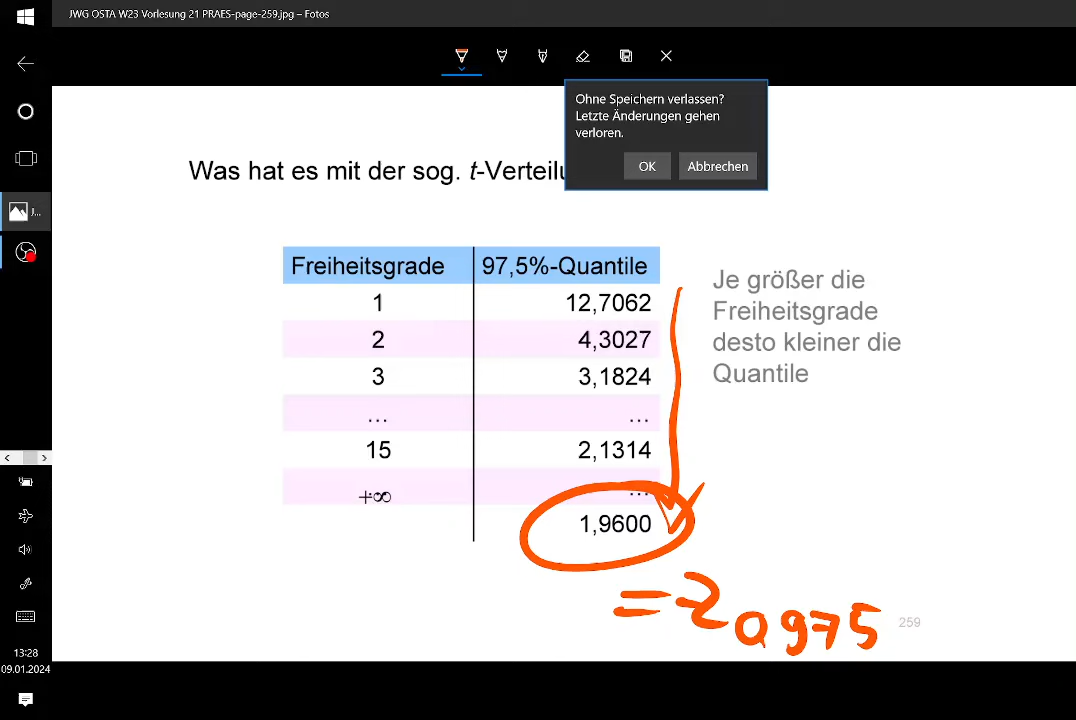 JWG OSTA W23 Vorlesung 21 PRAES-page-259.jpg – Fotos
Ohne Speichern verlassen?
Letzte Änderungen gehen
verloren.
OK Abbrechen
Was hat es mit der sog. t-Verteilu
J...
Freiheitsgrade 97,5%-Quantile
1 12,7062
2 4,3027
3 3,1824
... ...
15 2,1314
+∞ ...
1,9600
Je größer die
Freiheitsgrade
desto kleiner die
Quantile
= z 0,975
259
13:28
09.01.2024